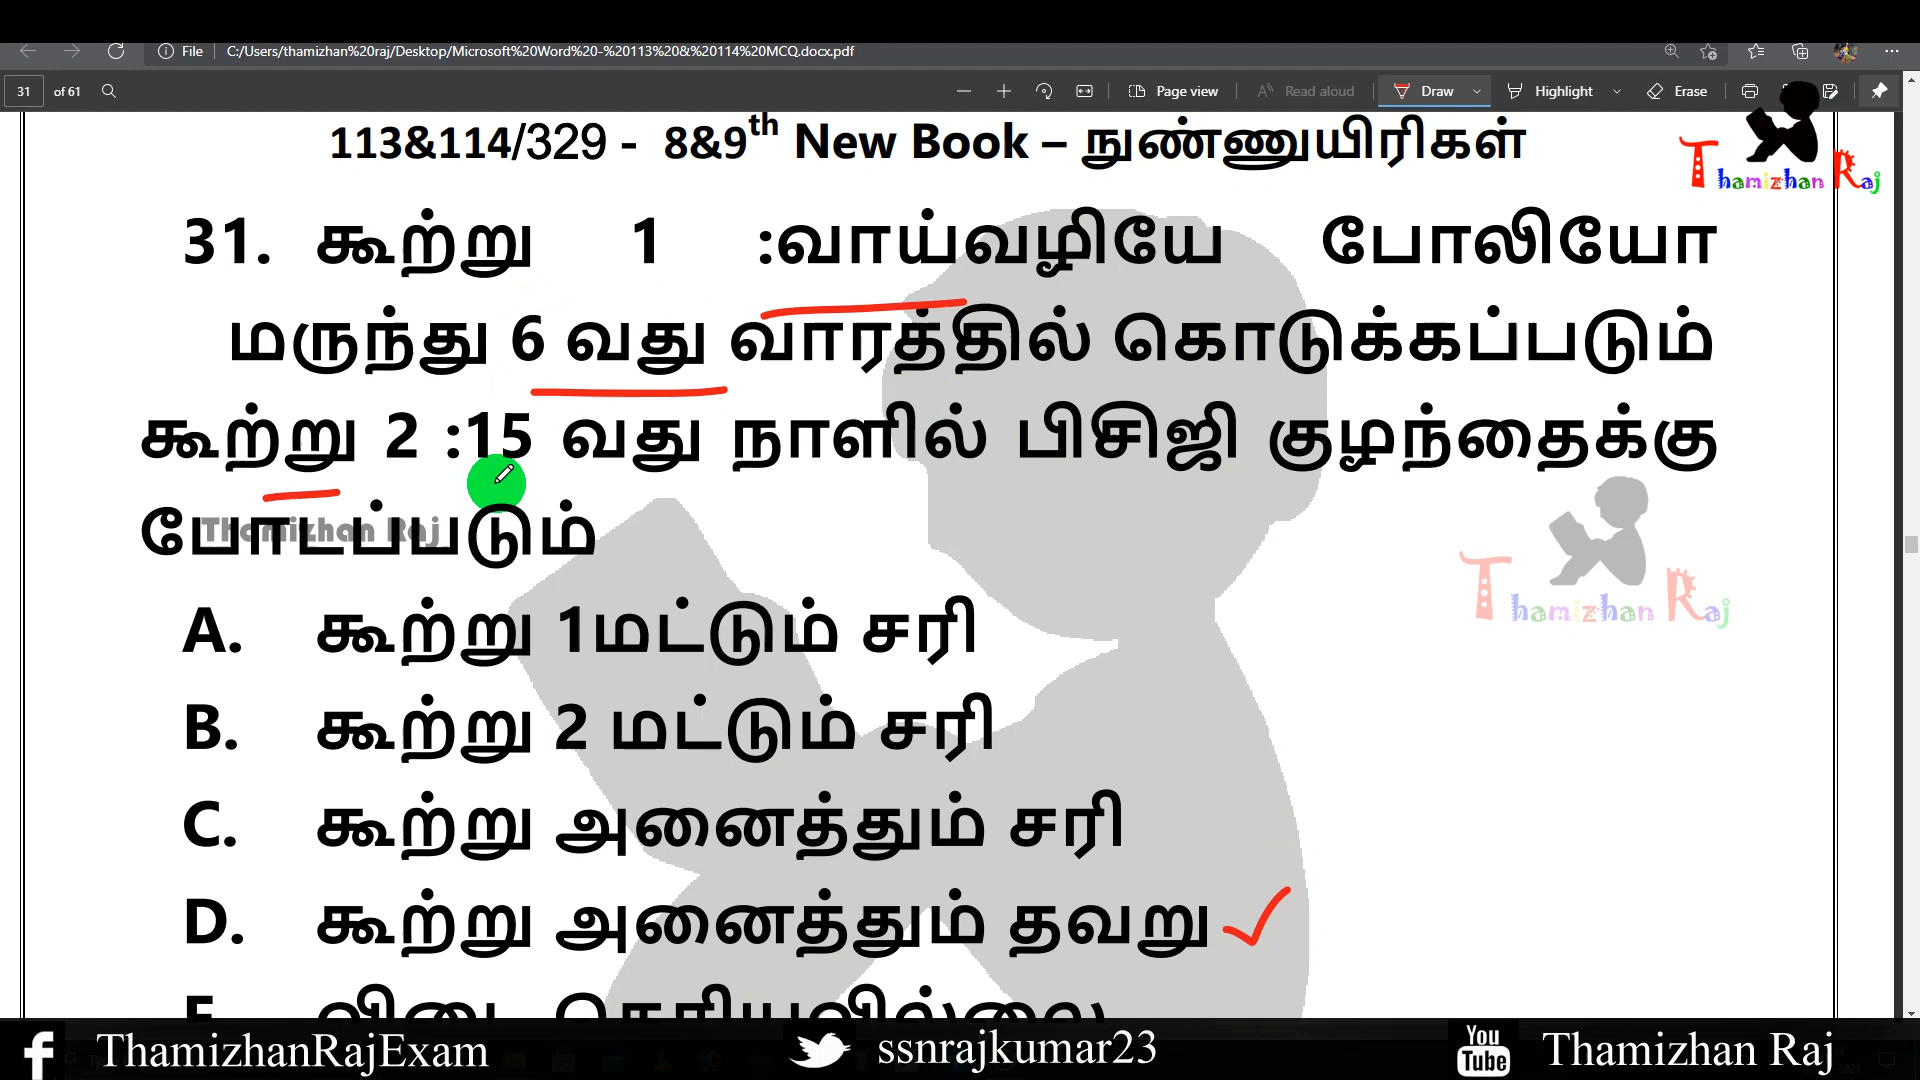 File C:/Users/thamizhan%20raj/Desktop/Microsoft%20Word%20-%20113%20&%20114%20MCQ.docx.pdf
31 of 61 Page view Read aloud Draw Highlight Erase
113&114/329 - 8&9th New Book – நுண்ணுயிரிகள்
Thamizhan Raj
31. கூற்று 1 :வாய்வழியே போலியோ
மருந்து 6 வது வாரத்தில் கொடுக்கப்படும்
கூற்று 2 :15 வது நாளில் பிசிஜி குழந்தைக்கு
போடப்படும்
Thamizhan Raj
Thamizhan Raj
A. கூற்று 1மட்டும் சரி
B. கூற்று 2 மட்டும் சரி
C. கூற்று அனைத்தும் சரி
D. கூற்று அனைத்தும் தவறு
E. விடை தெரியவில்லை
ThamizhanRajExam ssnrajkumar23 You Tube Thamizhan Raj